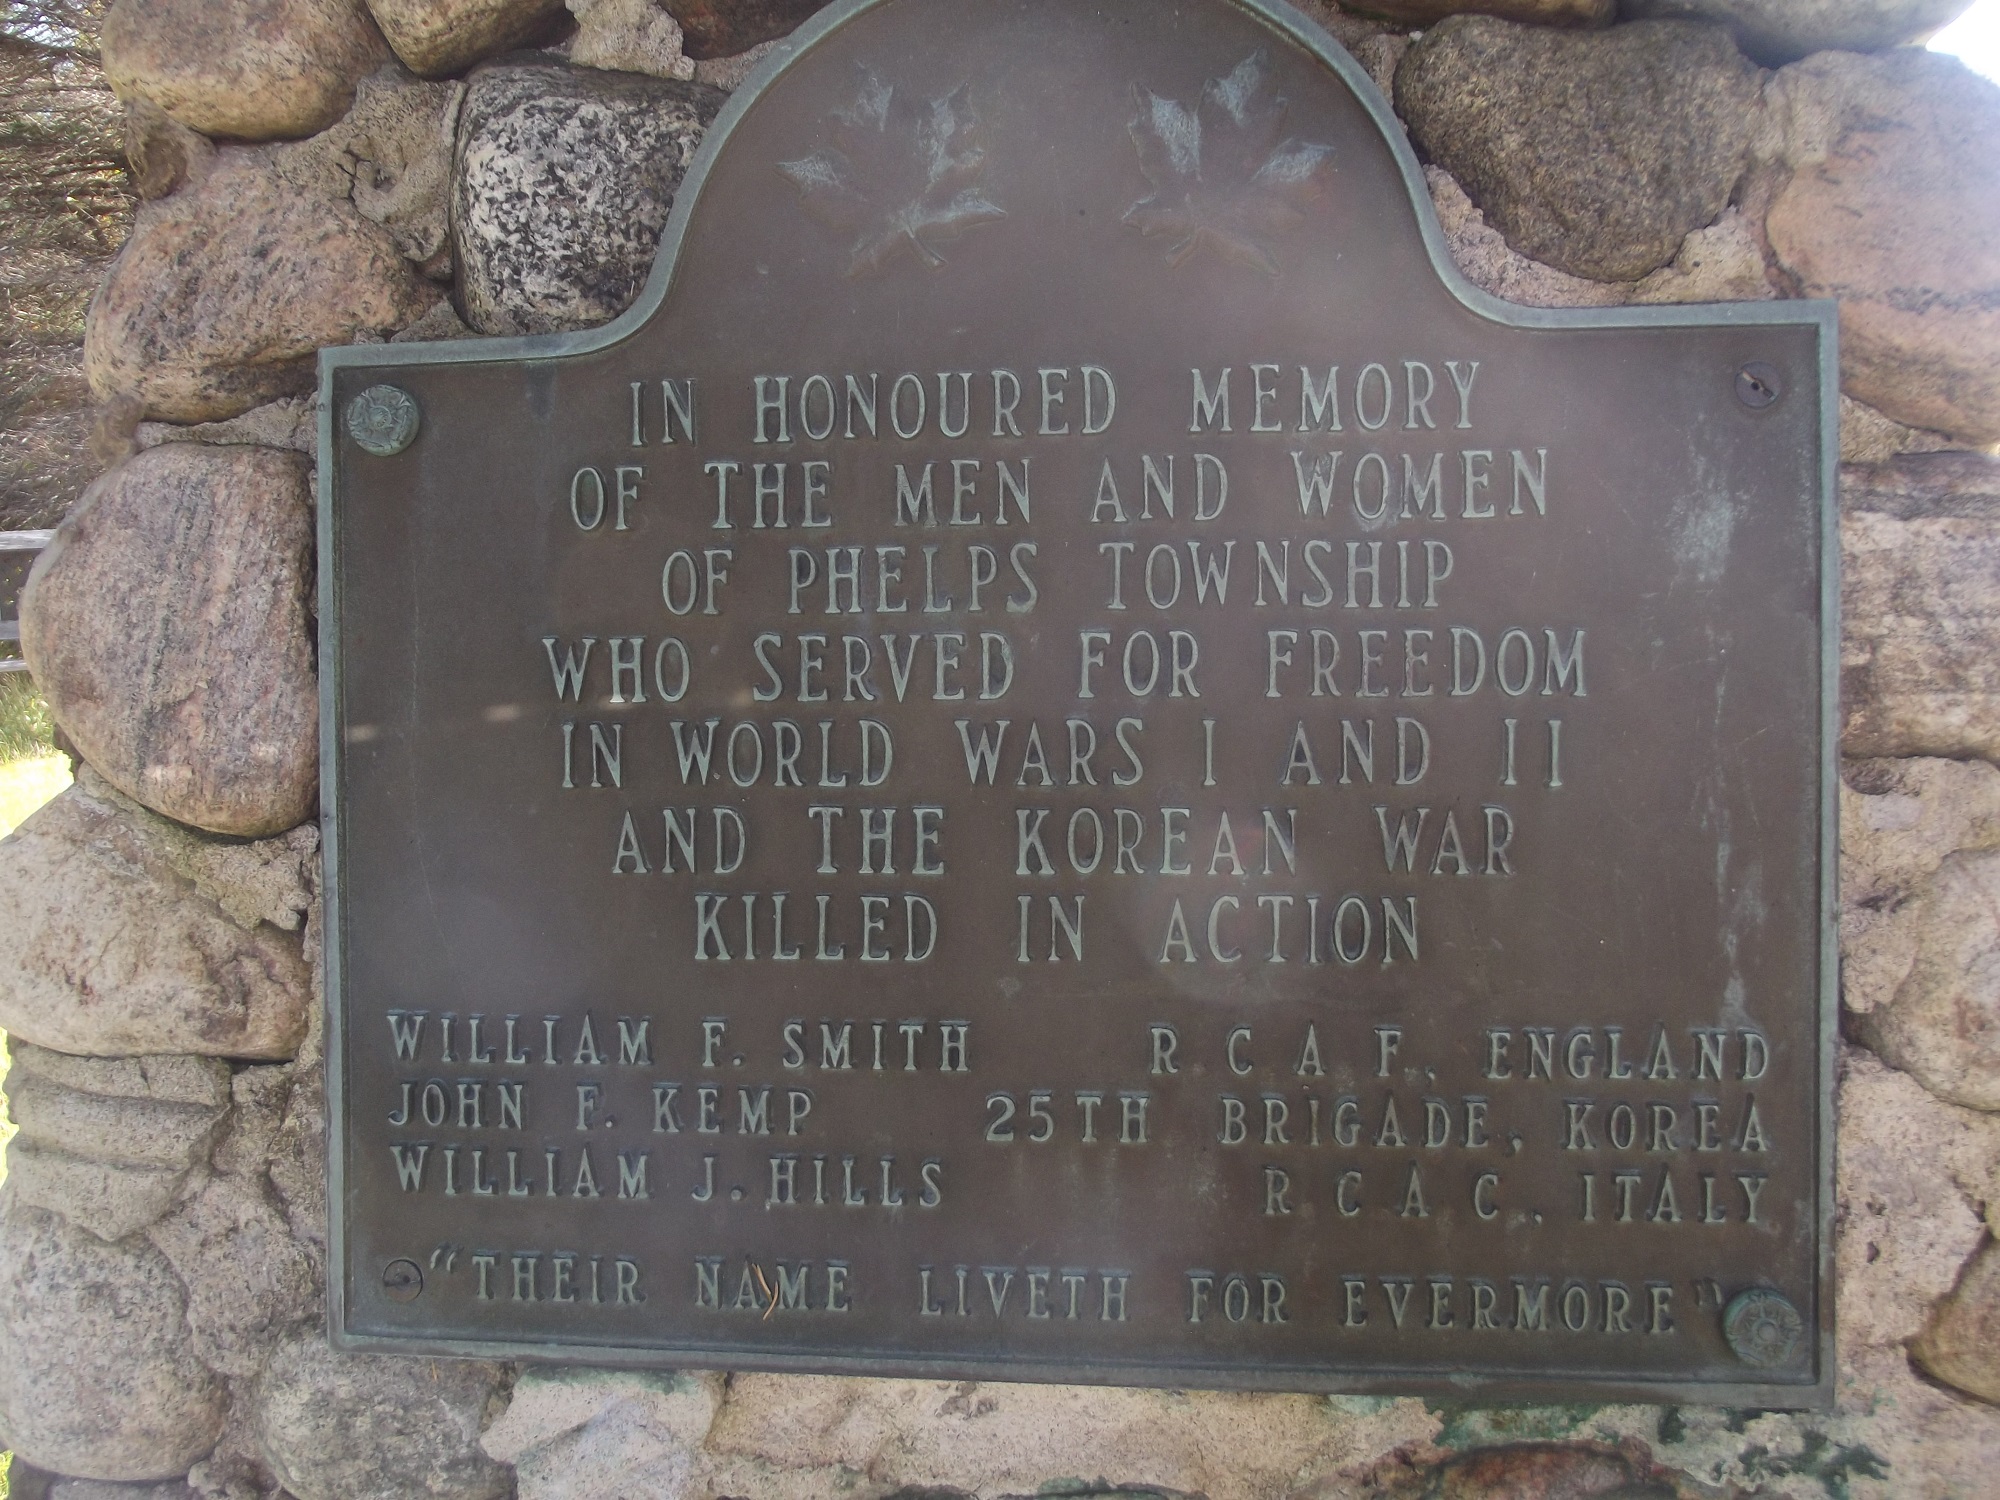 IN HONOURED MEMORY
OF THE MEN AND WOMEN
OF PHELPS TOWNSHIP
WHO SERVED FOR FREEDOM
IN WORLD WARS I AND II
AND THE KOREAN WAR
KILLED IN ACTION
WILLIAM F. SMITH R C A F, ENGLAND
JOHN F. KEMP 25TH BRIGADE, KOREA
WILLIAM J. HILLS R C A C, ITALY
"THEIR NAME LIVETH FOR EVERMORE"